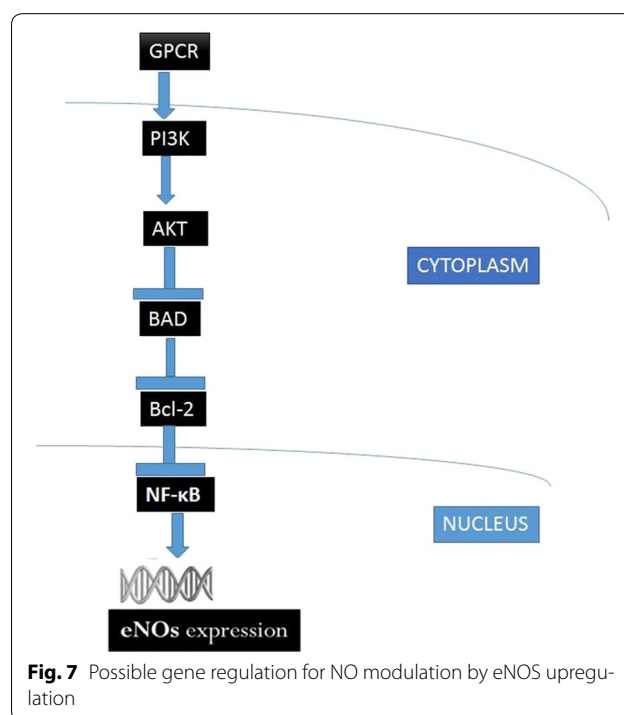 GPCR
PI3K
AKT
CYTOPLASM
BAD
Bcl-2
NF-κB
NUCLEUS
eNOs expression
Fig. 7 Possible gene regulation for NO modulation by eNOS upregu-
lation